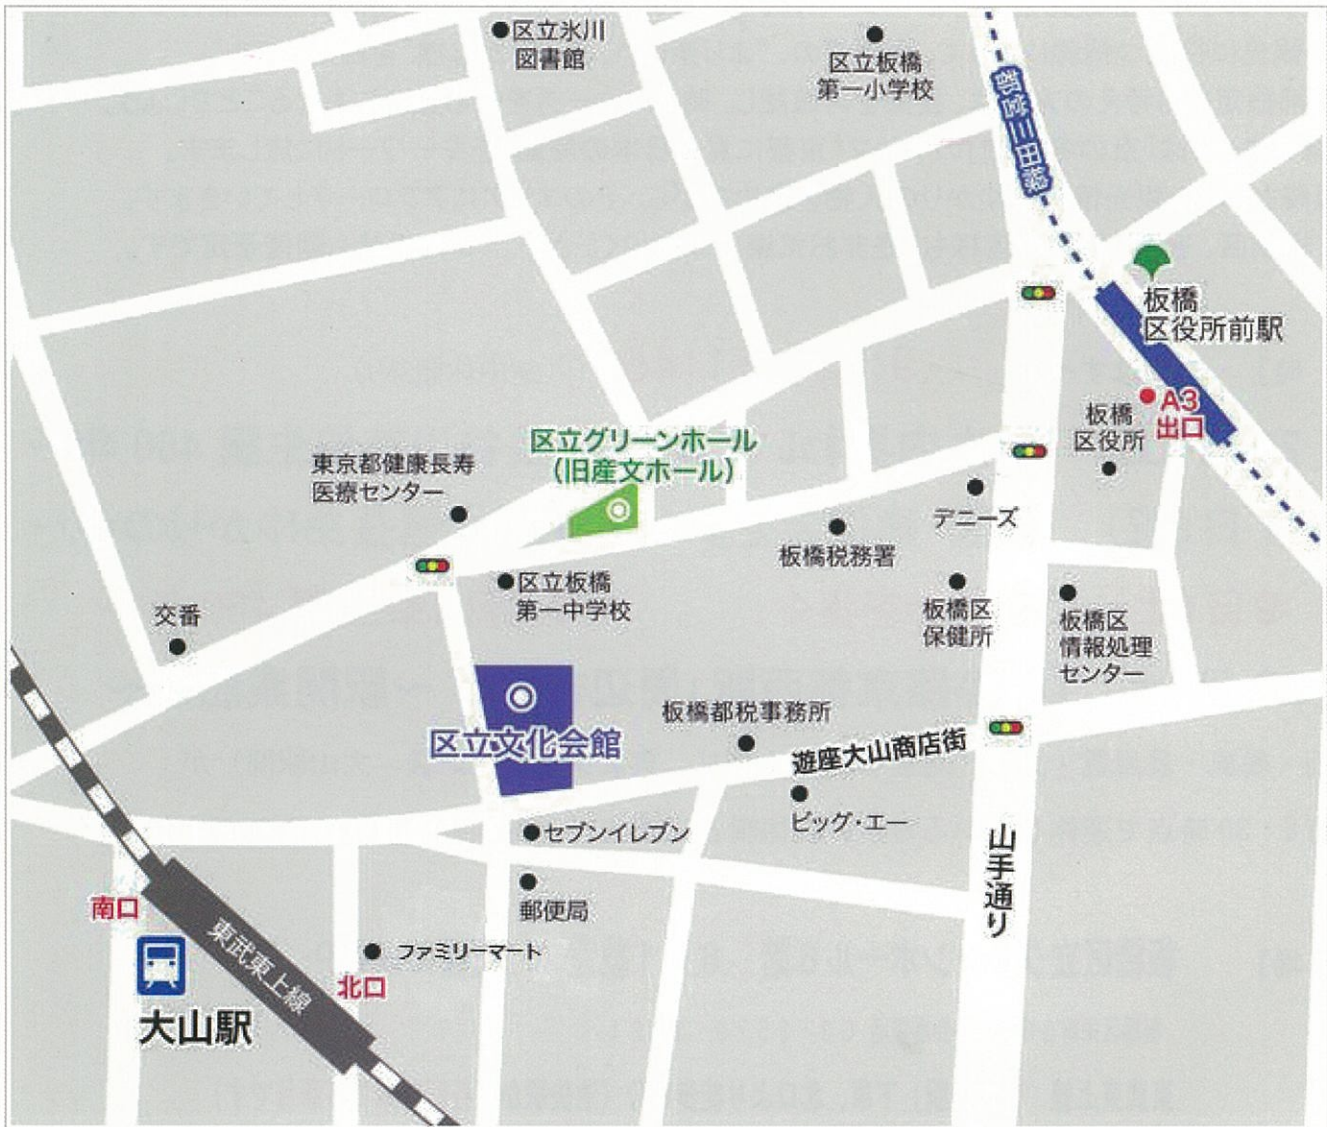 区立氷川
図書館
区立板橋
第一小学校
都営三田線
板橋
区役所前駅
A3
出口
板橋
区役所
区立グリーンホール
（旧産文ホール）
東京都健康長寿
医療センター
デニーズ
板橋税務署
区立板橋
第一中学校
板橋区
保健所
板橋区
情報処理
センター
交番
区立文化会館
板橋都税事務所
遊座大山商店街
ビッグ・エー
セブンイレブン
山手通り
郵便局
南口
東武東上線
ファミリーマート
北口
大山駅